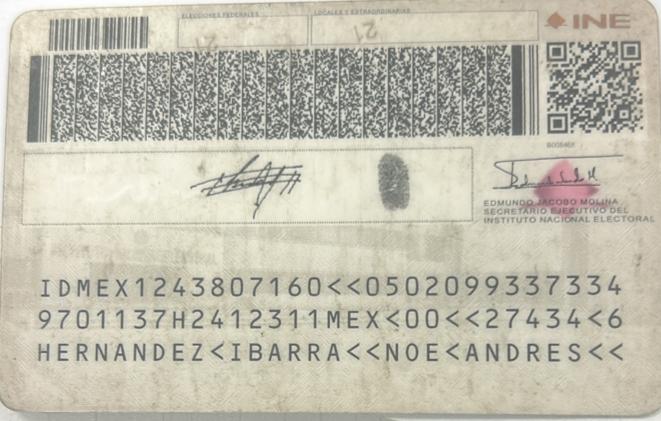 ELECCIONES FEDERALES
LOCALES Y EXTRAORDINARIAS
INE
21
21
EDMUNDO JACOBO MOLINA
SECRETARIO EJECUTIVO DEL
INSTITUTO NACIONAL ELECTORAL
IDMEX1243807160<<0502099337334
9701137H2412311MEX<00<<27434<6
HERNANDEZ<IBARRA<<NOE<ANDRES<<